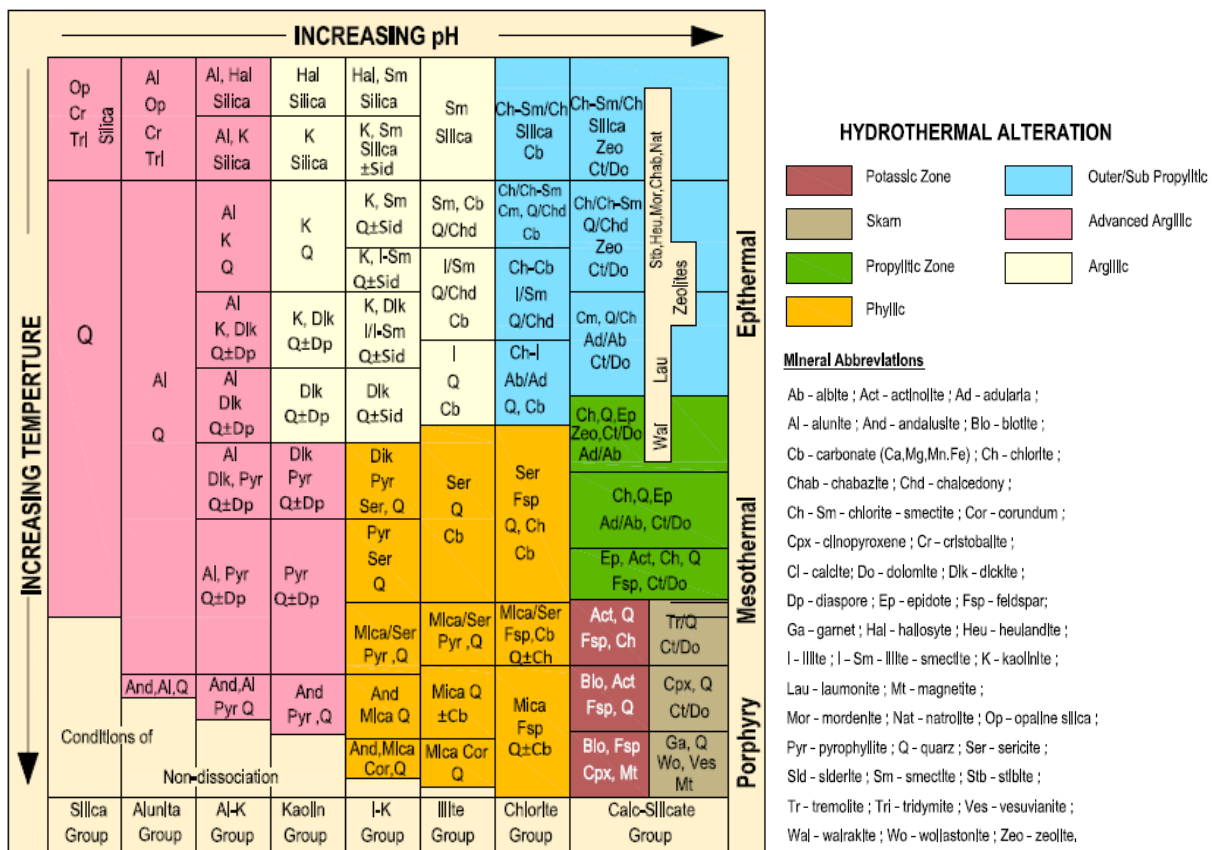 INCREASING pH
INCREASING TEMPERTURE
Op
Cr
Tri
Silica
Q
Conditions of
Non-dissociation
Silica
Group
Al
Op
Cr
Tri
Al
Q
And,Al,Q
Alunita
Group
Al, Hal
Silica
Al, K
Silica
Al
K
Q
Al
K, Dlk
Q±Dp
Al
Dlk
Q±Dp
Al
Dlk, Pyr
Q±Dp
Al, Pyr
Q±Dp
And,Al
Pyr Q
Al-K
Group
Hal
Silica
K
Silica
K
Q
K, Dlk
Q±Dp
Dlk
Q±Dp
Dlk
Pyr
Q±Dp
Pyr
Q±Dp
And
Pyr ,Q
Kaolin
Group
Hal, Sm
Silica
K, Sm
Silica
±Sid
K, Sm
Q±Sid
K, I-Sm
Q±Sid
K, Dlk
I/I-Sm
Q±Sid
Dlk
Q±Sid
Dik
Pyr
Ser, Q
Pyr
Ser
Q
Mica/Ser
Pyr ,Q
And
Mica Q
And,Mica
Cor,Q
I-K
Group
Sm
Silica
Sm, Cb
Q/Chd
I/Sm
Q/Chd
Cb
I
Q
Cb
Ser
Q
Cb
Mica/Ser
Pyr ,Q
Mica Q
±Cb
Mica Cor
Q
Illite
Group
Ch-Sm/Ch
Silica
Cb
Ch/Ch-Sm
Cm, Q/Chd
Cb
Ch-Cb
I/Sm
Q/Chd
Ch-I
Ab/Ad
Q, Cb
Ser
Fsp
Q, Ch
Cb
Mica/Ser
Fsp,Cb
Q±Ch
Mica
Fsp
Q±Cb
Chlorite
Group
Ch-Sm/Ch
Silica
Zeo
Ct/Do
Ch/Ch-Sm
Q/Chd
Zeo
Ct/Do
Cm, Q/Ch
Ad/Ab
Ct/Do
Ch,Q,Ep
Zeo,Ct/Do
Ad/Ab
Ch,Q,Ep
Ad/Ab, Ct/Do
Ep, Act, Ch, Q
Fsp, Ct/Do
Act, Q
Fsp, Ch
Tr/Q
Ct/Do
Bio, Act
Fsp, Q
Cpx, Q
Ct/Do
Bio, Fsp
Cpx, Mt
Ga, Q
Wo, Ves
Mt
Calc-Silicate
Group
Stb,Heu,Mor,Chab,Nat
Zeolites
Lau
Wal
Epithermal
Mesothermal
Porphyry
HYDROTHERMAL ALTERATION
Potassic Zone
Outer/Sub Propylitic
Skarn
Advanced Argillic
Propylitic Zone
Argillic
Phylic
Mineral Abbreviations
Ab - albite ; Act - actinolite ; Ad - adularia ;
Al - alunite ; And - andalusite ; Bio - biotite ;
Cb - carbonate (Ca,Mg,Mn.Fe) ; Ch - chlorite ;
Chab - chabazite ; Chd - chalcedony ;
Ch - Sm - chlorite - smectite ; Cor - corundum ;
Cpx - clinopyroxene ; Cr - cristobalite ;
Cl - calcite; Do - dolomite ; Dlk - dickite ;
Dp - diaspore ; Ep - epidote ; Fsp - feldspar;
Ga - garnet ; Hal - hallosyte ; Heu - heulandite ;
I - Illite ; I - Sm - Illite - smectite ; K - kaolinite ;
Lau - laumonite ; Mt - magnetite ;
Mor - mordenite ; Nat - natrolite ; Op - opaline silica ;
Pyr - pyrophyllite ; Q - quarz ; Ser - sericite ;
Sid - siderite ; Sm - smectite ; Stb - stiblte ;
Tr - tremolite ; Tri - tridymite ; Ves - vesuvianite ;
Wal - walraklte ; Wo - wollastonite ; Zeo - zeolite,